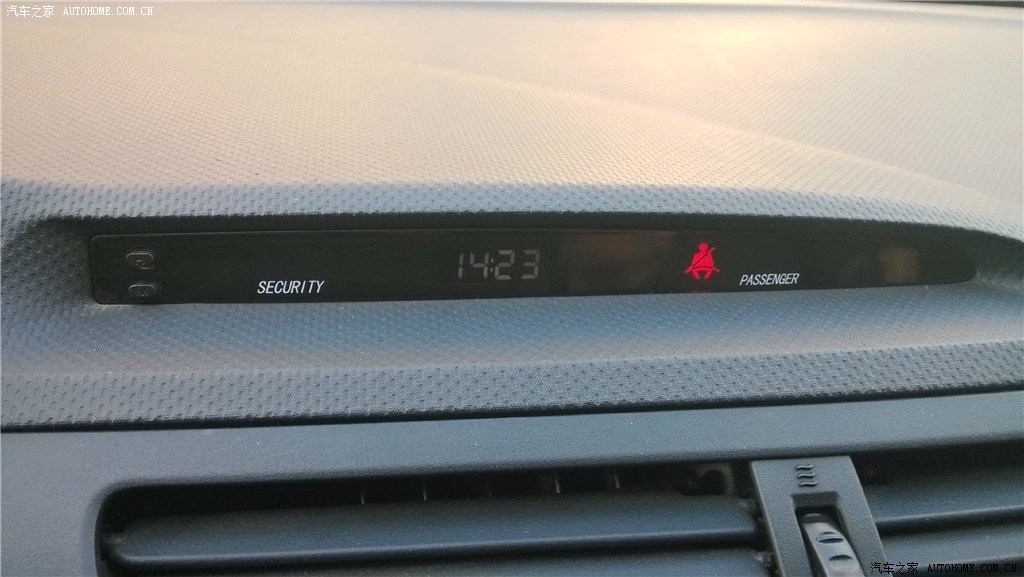 汽车之家 AUTOHOME.COM.CN
14:23
SECURITY
PASSENGER
汽车之家 AUTOHOME.COM.CN